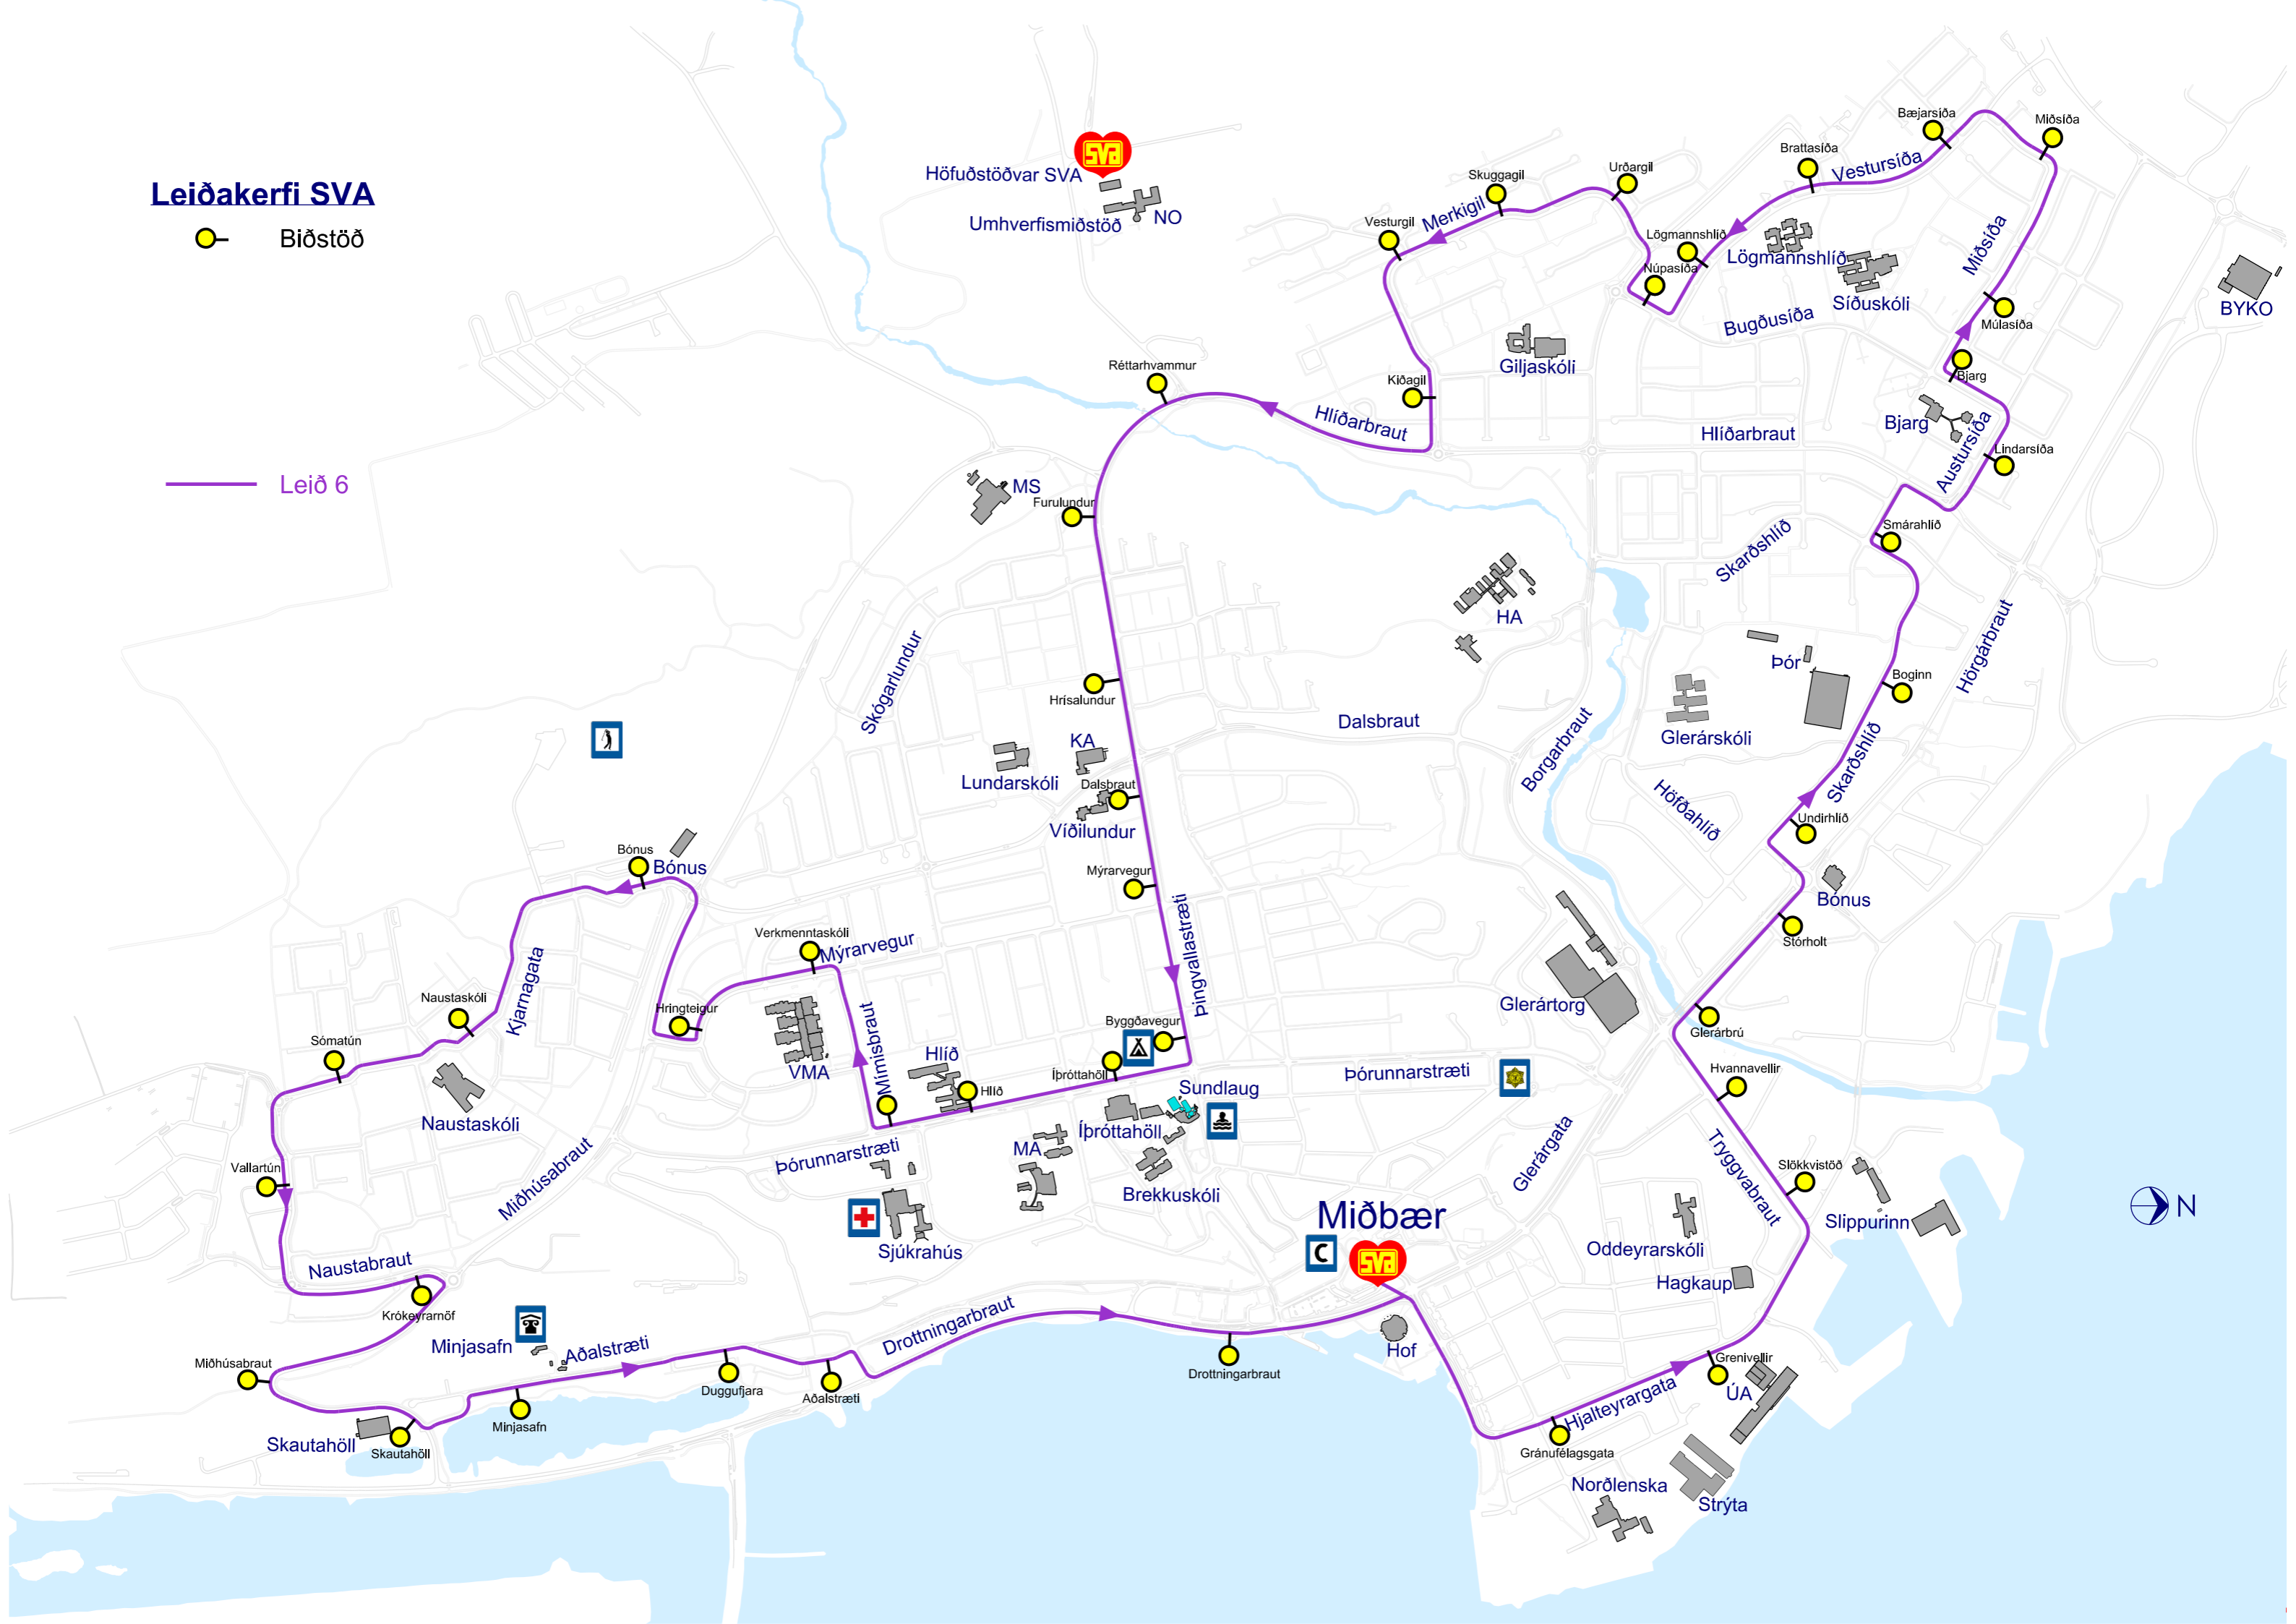 Leiðakerfi SVA
Biðstöð
Leið 6
Höfuðstöðvar SVA
sva
Umhverfismiðstöð
NO
Bæjarsíða
Miðsíða
Brattasíða
Vestursíða
Urðargil
Skuggagil
Merkigil
Vesturgil
Lögmannshlíð
Lögmannshlíð
Núpasíða
Síðuskóli
Miðsíða
BYKO
Bugðusíða
Múlasíða
Giljaskóli
Réttarhvammur
Kiðagil
Bjarg
Bjarg
Hlíðarbraut
Hlíðarbraut
Austursíða
Lindarsíða
MS
Furulundur
Smárahlíð
Skarðshlíð
HA
Hörgárbraut
Skógarlundur
Þór
Boginn
Hrísalundur
Dalsbraut
Borgarbraut
Glerárskóli
KA
Lundarskóli
Dalsbraut
Skarðshlíð
Höfðahlíð
Víðilundur
Undirhlíð
Bónus
Bónus
Mýrarvegur
Bónus
Þingvallastræti
Verkmenntaskóli
Mýrarvegur
Stórholt
Kjarnagata
Naustaskóli
Hringteigur
Mímisbraut
Glerártorg
Byggðavegur
Glerárbrú
Sómatún
Hlíð
VMA
Íþróttahöll
Þórunnarstræti
Hvannavellir
Hlíð
Sundlaug
Naustaskóli
Íþróttahöll
Glerárgata
Tryggvabraut
MA
Þórunnarstræti
Miðhúsabraut
Vallartún
Brekkuskóli
Slökkvistöð
Slippurinn
N
Miðbær
sva
Sjúkrahús
Oddeyrarskóli
Naustabraut
Hagkaup
Krókeyrarnöf
Minjasafn
Aðalstræti
Drottningarbraut
Hof
Miðhúsabraut
Duggufjara
Aðalstræti
Drottningarbraut
Grenivellir
ÚA
Hjalteyrargata
Minjasafn
Skautahöll
Skautahöll
Gránufélagsgata
Norðlenska
Strýta